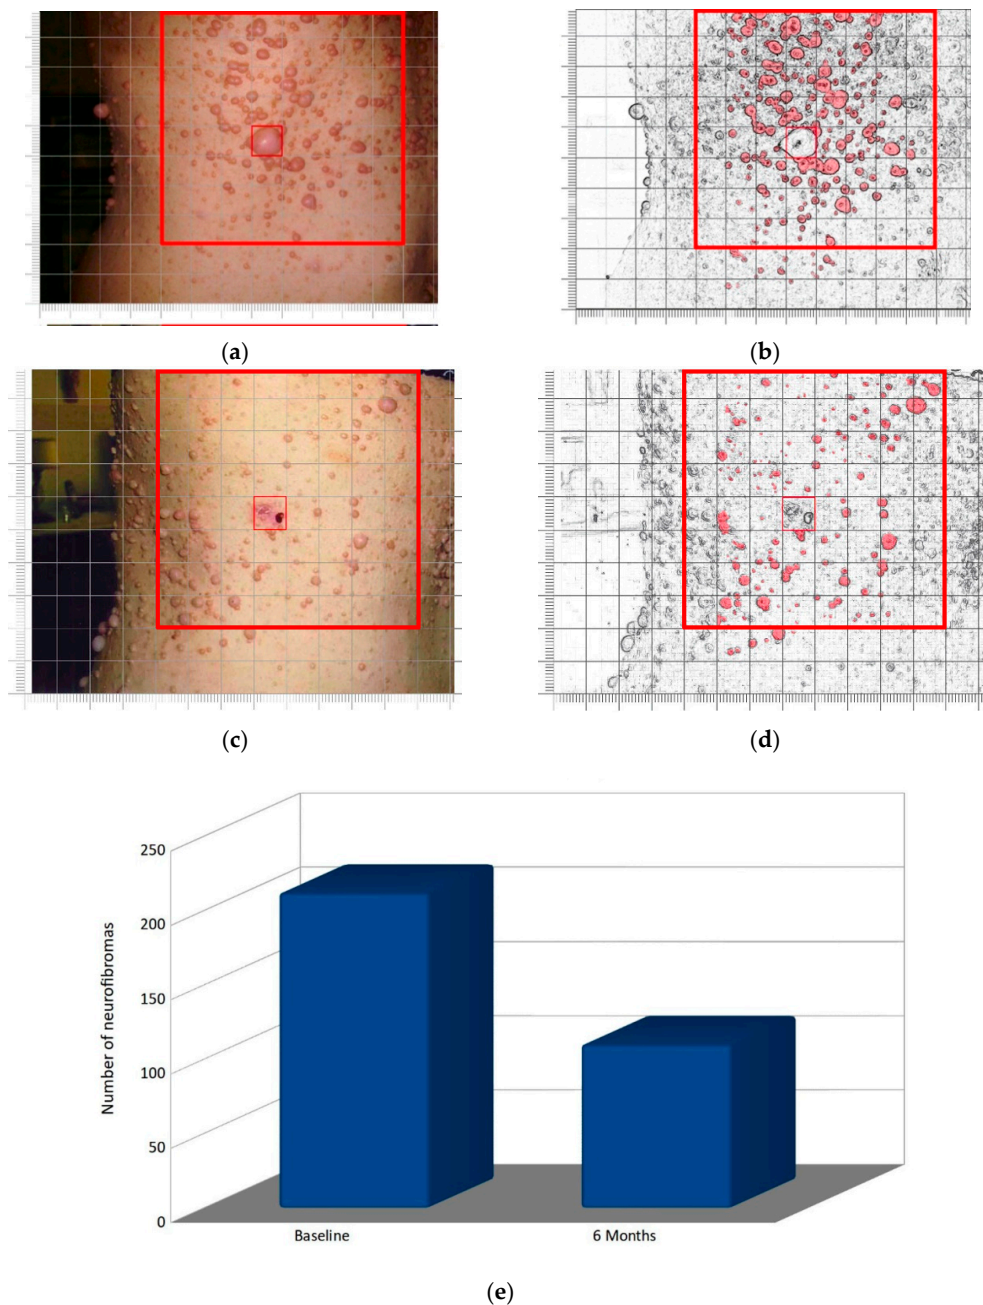 (a)
(b)
(c)
(d)
250
200
150
100
50
0
Number of neurofibromas
Baseline
6 Months
(e)